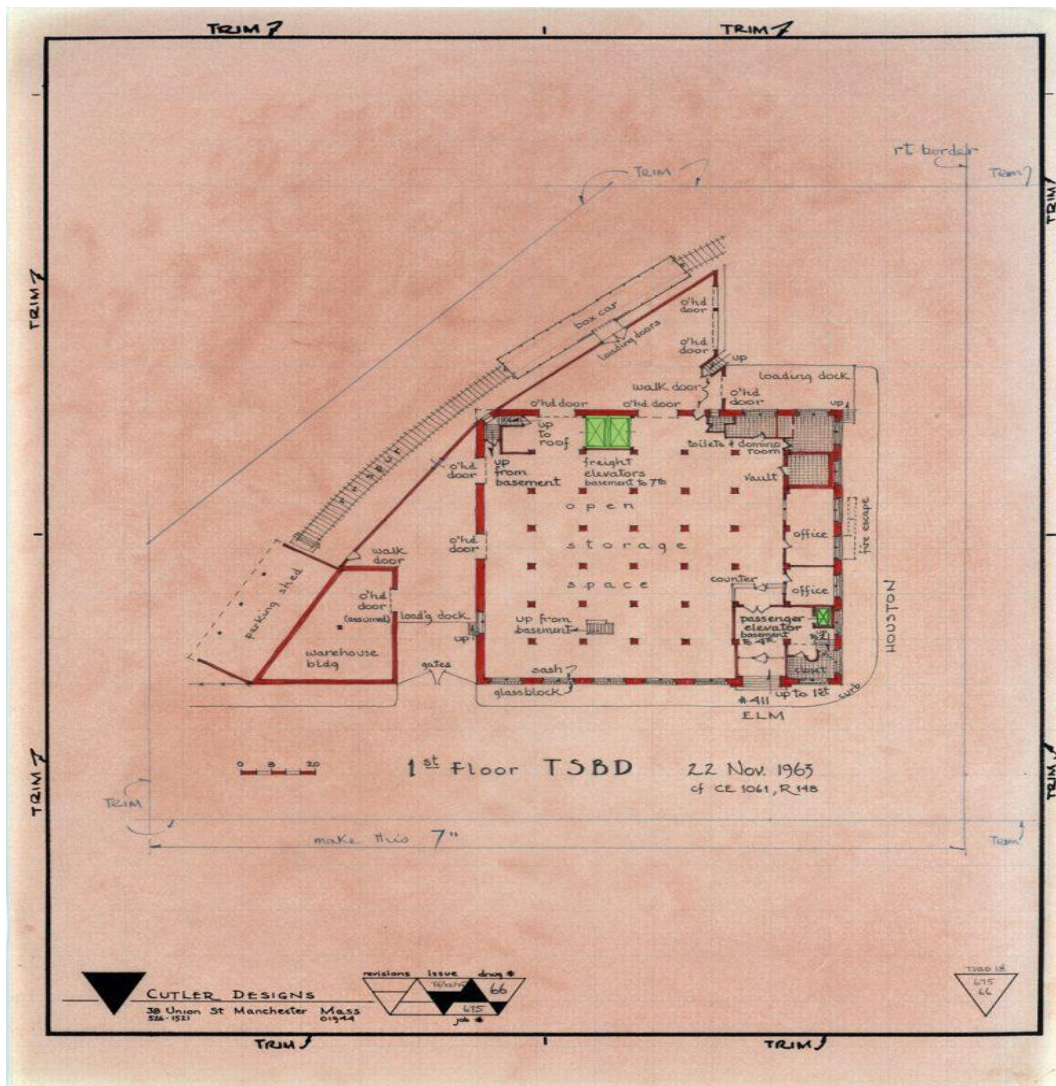 TRIM
TRIM
rt border
TRIM
Trim
TRIM
TRIM
box car
loading doors
o'hd
door
o'hd
door
up
walk door
loading dock
o'hd
door
up
o'hd door
o'hd door
up
to
roof
toilets & domino
room
RR SPUR
o'hd
door
up
from
basement
freight
elevators
basement to 7th
vault
open
office
fire escape
o'hd
door
storage
walk
door
space
counter
office
parking shed
o'hd
door
(assumed)
load'g dock
up from
basement
passenger
elevator
basement
to 4th
HOUSTON
up
warehouse
bldg
gates
sash
closet
glassblock
up to 1st
curb
#411
ELM
0
20
1st Floor TSBD
22 Nov. 1963
cf CE 1061, R 148
TRIM
TRIM
TRIM
make this 7"
Trim
revisions issue drwg #
66
CUTLER DESIGNS
38 Union St Manchester Mass
526-1521
01944
675
job #
TSBD 1st
675
66
TRIM
TRIM